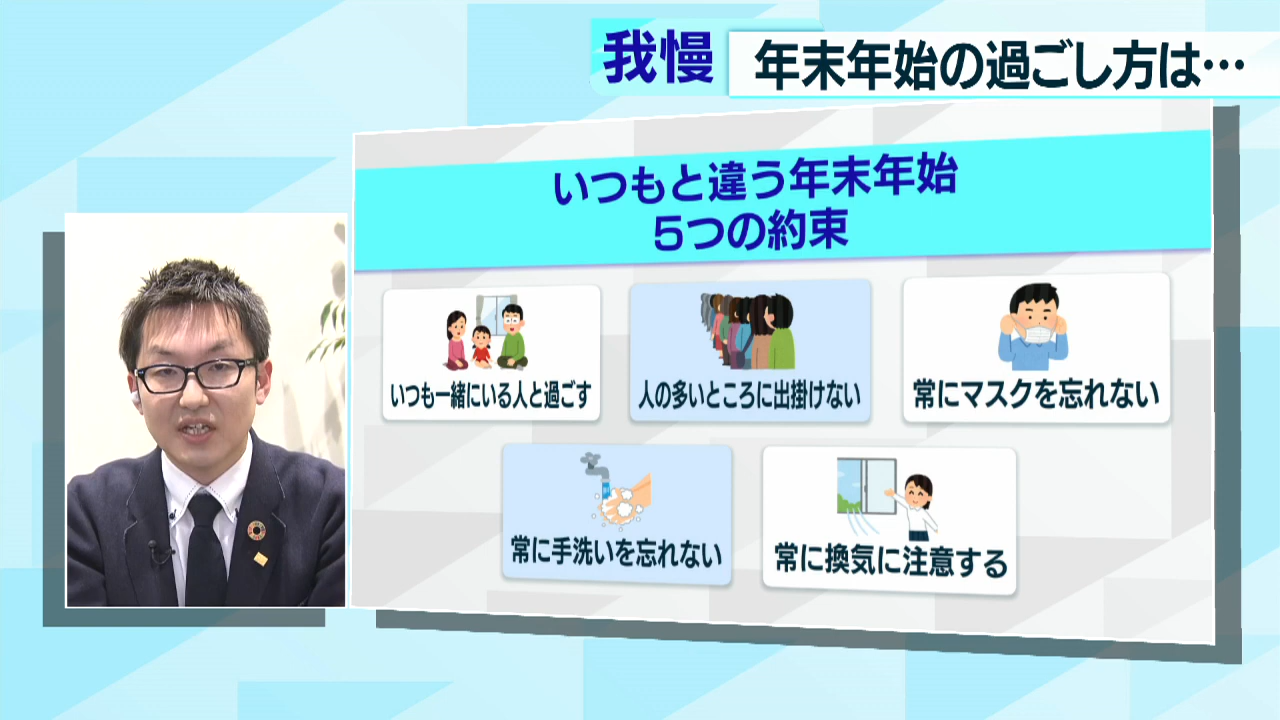 我慢
年末年始の過ごし方は…
いつもと違う年末年始
5つの約束
いつも一緒にいる人と過ごす
人の多いところに出掛けない
常にマスクを忘れない
常に手洗いを忘れない
常に換気に注意する